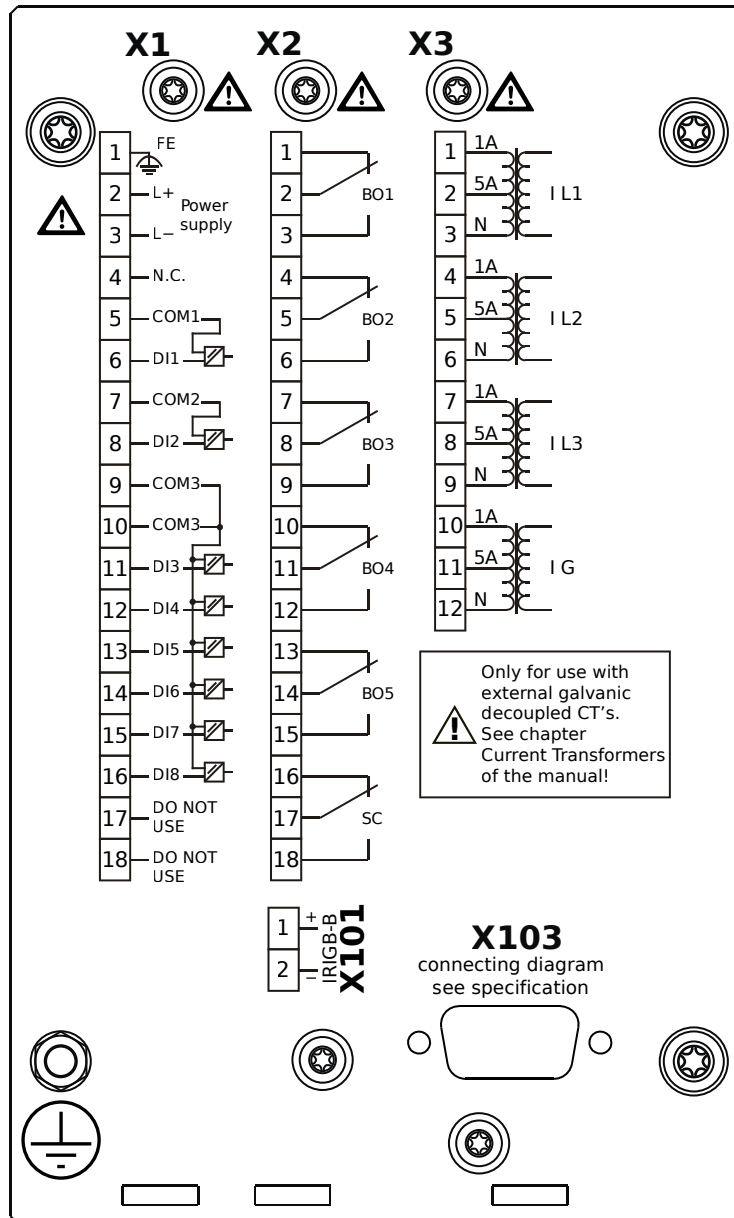 X1 X2 X3
1 FE
2 L+
Power
supply
3 L−
4 N.C.
5 COM1
6 DI1
7 COM2
8 DI2
9 COM3
10 COM3
11 DI3
12 DI4
13 DI5
14 DI6
15 DI7
16 DI8
17 DO NOT
USE
18 DO NOT
USE
1
2 BO1
3
4
5 BO2
6
7
8 BO3
9
10
11 BO4
12
13
14 BO5
15
16
17 SC
18
1 1A
2 5A I L1
3 N
4 1A
5 5A I L2
6 N
7 1A
8 5A I L3
9 N
10 1A
11 5A I G
12 N
Only for use with
external galvanic
decoupled CT's.
See chapter
Current Transformers
of the manual!
1 +
2 −
IRIGB-B
X101
X103
connecting diagram
see specification